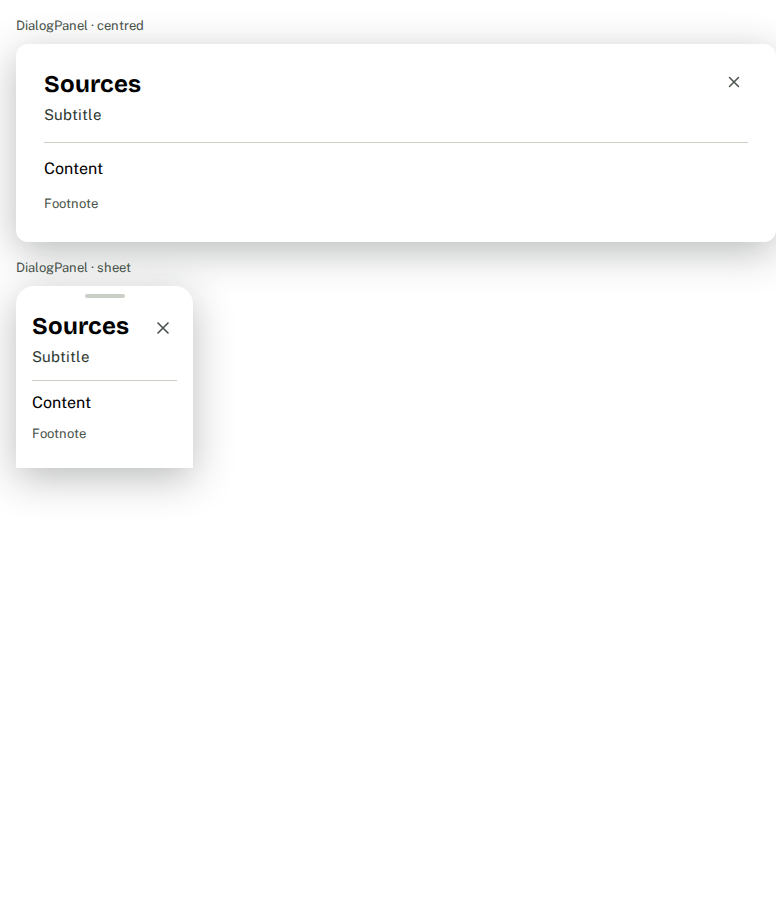 DialogPanel · centred
Sources
Subtitle
Content
Footnote
DialogPanel · sheet
Sources
Subtitle
Content
Footnote